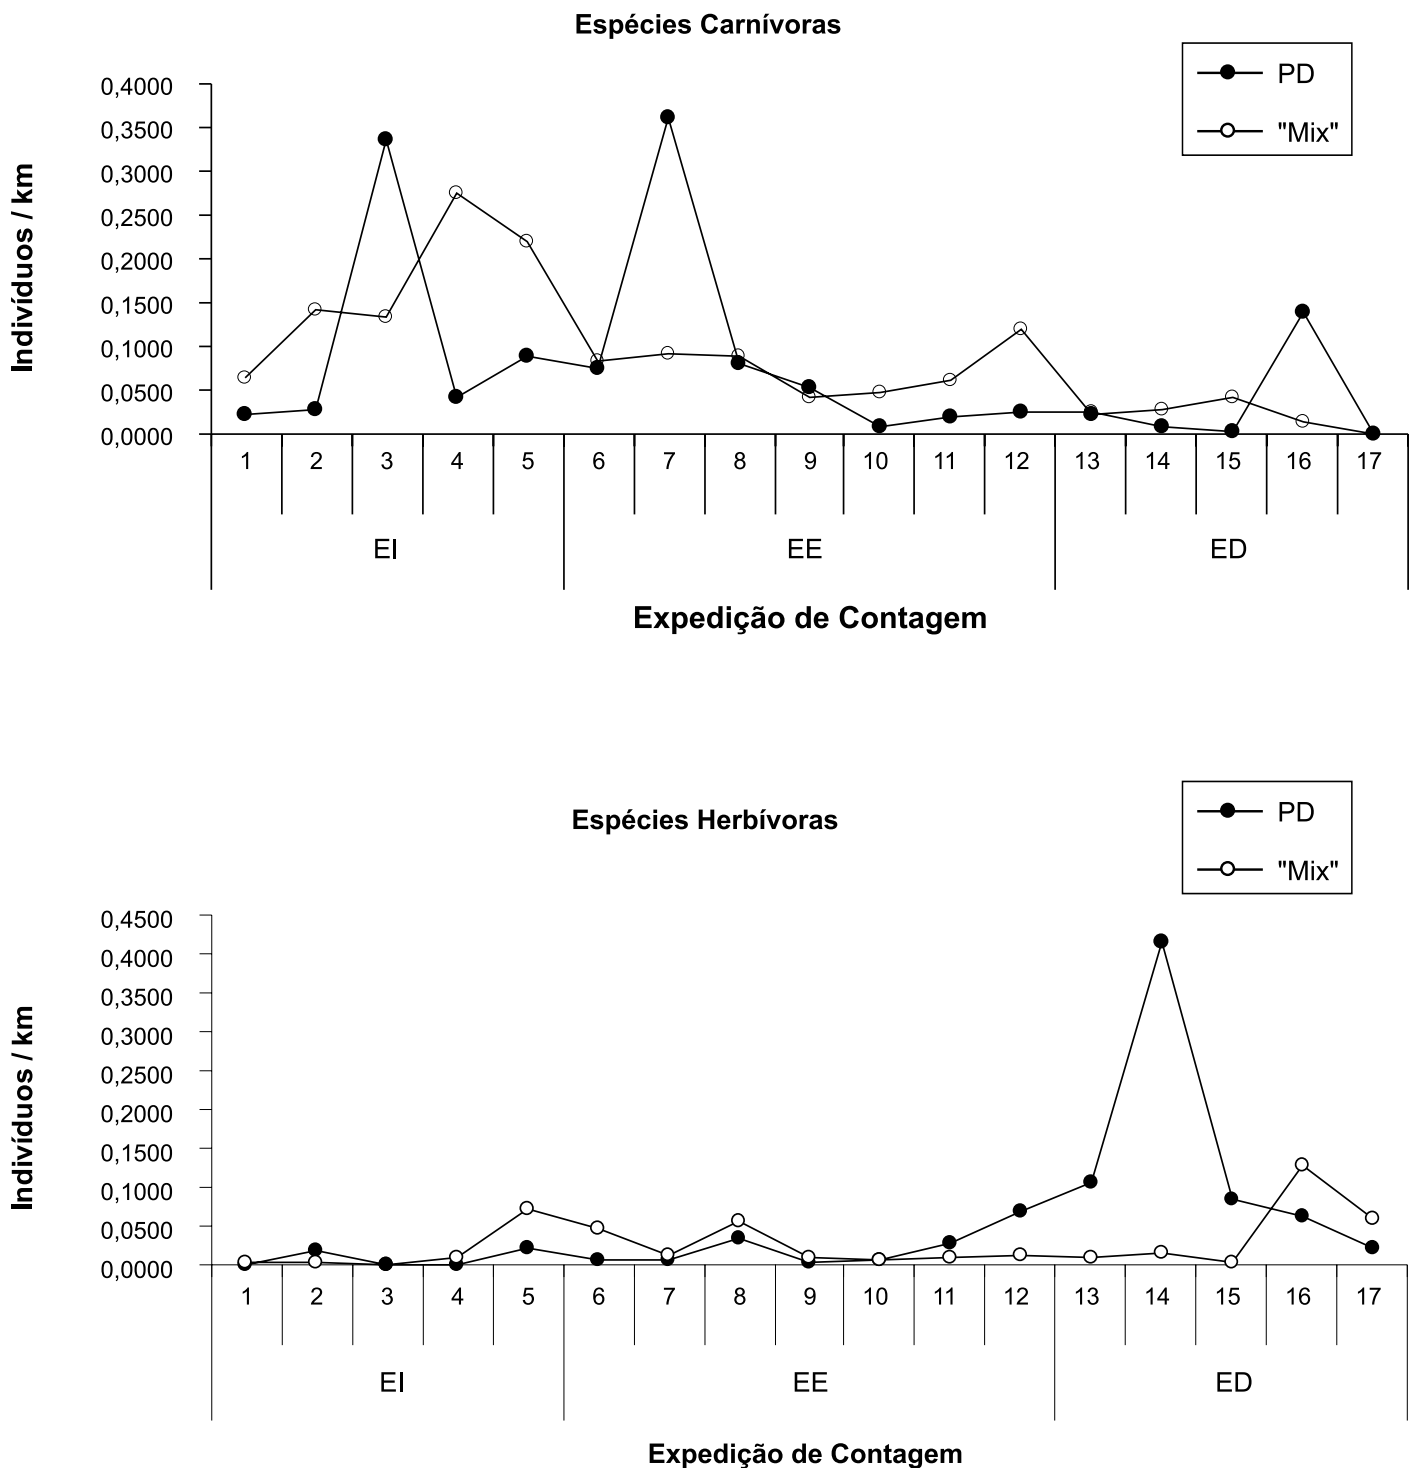 Espécies Carnívoras
PD
"Mix"
Indivíduos / km
0,4000
0,3500
0,3000
0,2500
0,2000
0,1500
0,1000
0,0500
0,0000
1 2 3 4 5 6 7 8 9 10 11 12 13 14 15 16 17
EI EE ED
Expedição de Contagem
Espécies Herbívoras
PD
"Mix"
Indivíduos / km
0,4500
0,4000
0,3500
0,3000
0,2500
0,2000
0,1500
0,1000
0,0500
0,0000
1 2 3 4 5 6 7 8 9 10 11 12 13 14 15 16 17
EI EE ED
Expedição de Contagem